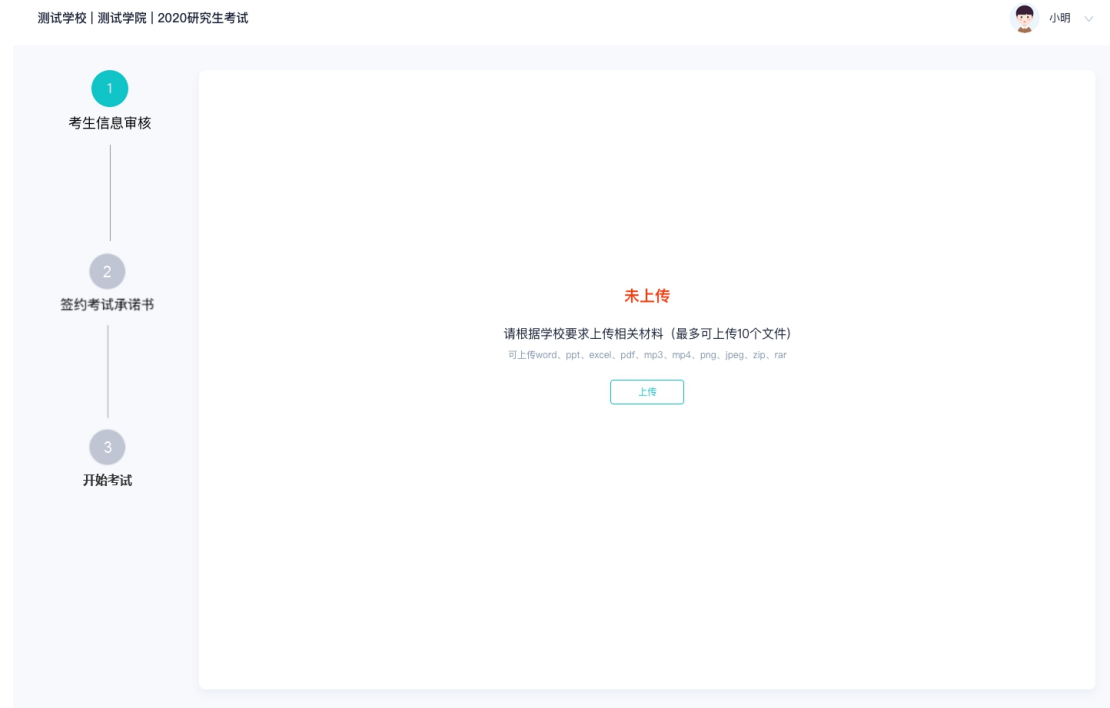 测试学校 | 测试学院 | 2020研究生考试
小明
1
考生信息审核
2
签约考试承诺书
3
开始考试
未上传
请根据学校要求上传相关材料（最多可上传10个文件）
可上传word、ppt、excel、pdf、mp3、mp4、png、jpeg、zip、rar
上传